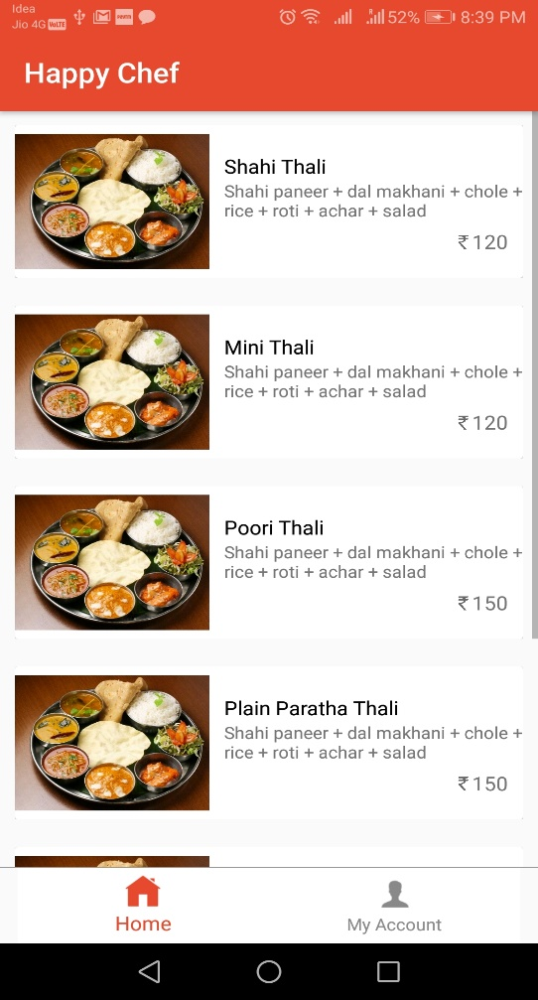 Idea
Jio 4G VoLTE
52% 8:39 PM
Happy Chef
Shahi Thali
Shahi paneer + dal makhani + chole +
rice + roti + achar + salad
₹120
Mini Thali
Shahi paneer + dal makhani + chole +
rice + roti + achar + salad
₹120
Poori Thali
Shahi paneer + dal makhani + chole +
rice + roti + achar + salad
₹150
Plain Paratha Thali
Shahi paneer + dal makhani + chole +
rice + roti + achar + salad
₹150
Home
My Account